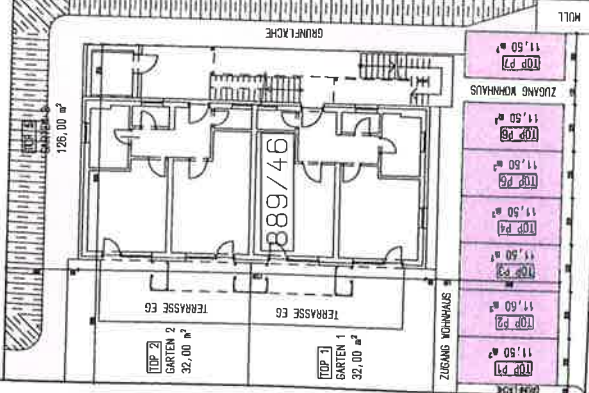 MÜLL
GRÜNFLÄCHE
TOP P7
11,50 m²
ZUGANG WOHNHAUS
TOP P6
11,50 m²
TOP P5
11,50 m²
TOP P4
11,50 m²
TOP P3
11,50 m²
TOP P2
11,50 m²
TOP P1
11,50 m²
GARTEN 3
126,00 m²
889/46
TERRASSE EG
TERRASSE EG
TOP 2
GARTEN 2
32,00 m²
TOP 1
GARTEN 1
32,00 m²
ZUGANG WOHNHAUS
GRÜNFLÄCHE